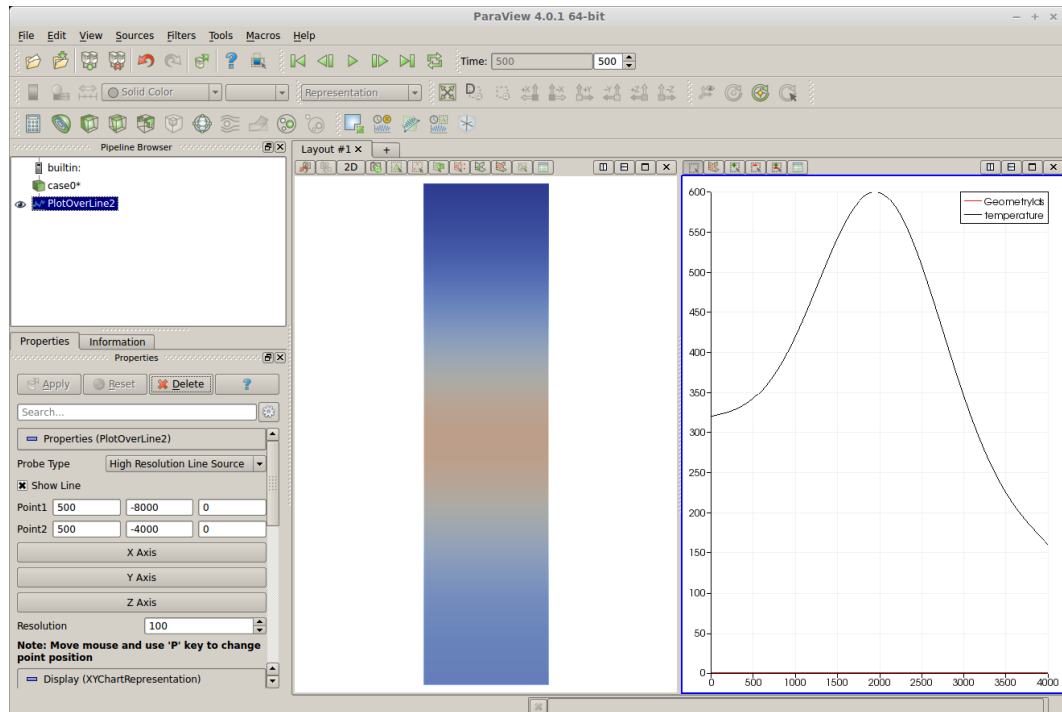 ParaView 4.0.1 64-bit
File Edit View Sources Filters Tools Macros Help
Time: 500 500
Solid Color Representation
Pipeline Browser
builtin:
case0*
PlotOverLine2
Properties Information
Properties
Apply Reset Delete ?
Search...
Properties (PlotOverLine2)
Probe Type High Resolution Line Source
Show Line
Point1 500 -8000 0
Point2 500 -4000 0
X Axis
Y Axis
Z Axis
Resolution 100
Note: Move mouse and use 'P' key to change
point position
Display (XYChartRepresentation)
Layout #1 × +
2D
GeometryIds
temperature
600
550
500
450
400
350
300
250
200
150
100
50
0
0 500 1000 1500 2000 2500 3000 3500 4000